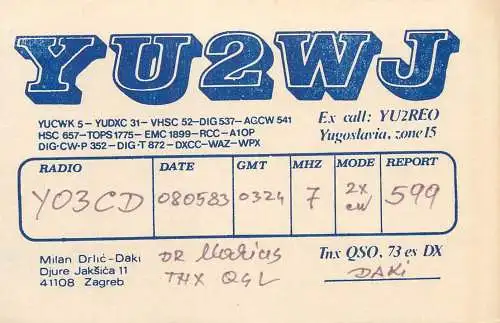 YU2WJ
YUCWK 5 - YUDXC 31 - VHSC 52 - DIG 537 - AGCW 541
HSC 657 - TOPS 1775 - EMC 1899 - RCC - A1OP
DIG-CW-P 352 - DIG-T 872 - DXCC - WAZ - WPX
Ex call: YU2REO
Yugoslavia, zone 15
RADIO DATE GMT MHZ MODE REPORT
YO3CD 080583 0324 7 2x cw 599
Milan Drlić-Daki
Djure Jakšića 11
41108 Zagreb
DR Marius
TNX QSL
Tnx QSO, 73 es DX
DAKI